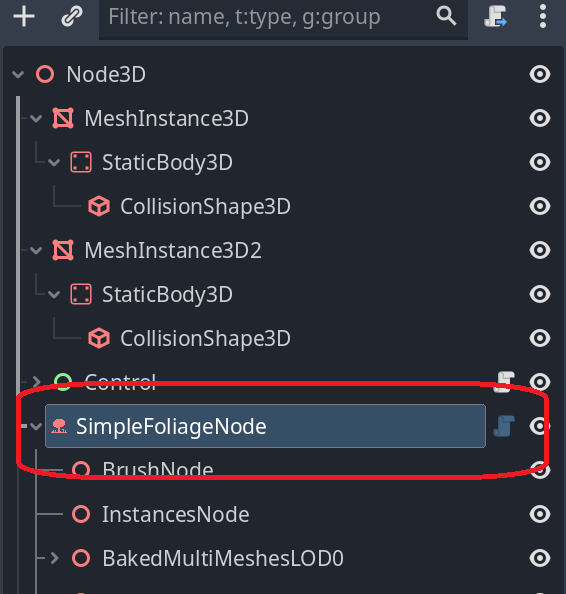 Filter: name, t:type, g:group
Node3D
MeshInstance3D
StaticBody3D
CollisionShape3D
MeshInstance3D2
StaticBody3D
CollisionShape3D
Control
SimpleFoliageNode
BrushNode
InstancesNode
BakedMultiMeshesLOD0